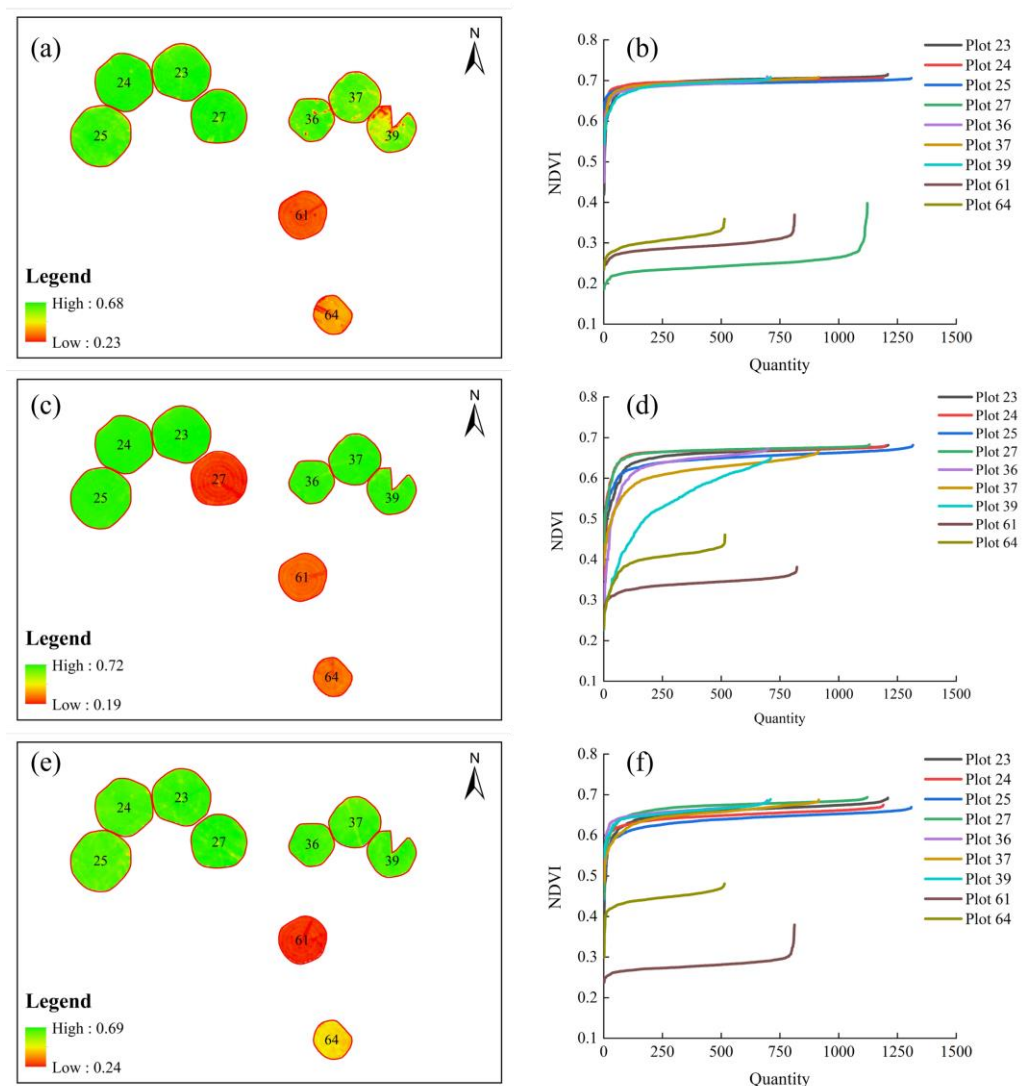 (a)
N
24
23
27
25
36
37
39
61
64
Legend
High : 0.68
Low : 0.23
(b)
NDVI
0.8
0.7
0.6
0.5
0.4
0.3
0.2
0.1
0
250
500
750
1000
1250
1500
Quantity
Plot 23
Plot 24
Plot 25
Plot 27
Plot 36
Plot 37
Plot 39
Plot 61
Plot 64
(c)
N
24
23
27
25
36
37
39
61
64
Legend
High : 0.72
Low : 0.19
(d)
NDVI
0.8
0.7
0.6
0.5
0.4
0.3
0.2
0.1
0
250
500
750
1000
1250
1500
Quantity
Plot 23
Plot 24
Plot 25
Plot 27
Plot 36
Plot 37
Plot 39
Plot 61
Plot 64
(e)
N
24
23
27
25
36
37
39
61
64
Legend
High : 0.69
Low : 0.24
(f)
NDVI
0.8
0.7
0.6
0.5
0.4
0.3
0.2
0.1
0
250
500
750
1000
1250
1500
Quantity
Plot 23
Plot 24
Plot 25
Plot 27
Plot 36
Plot 37
Plot 39
Plot 61
Plot 64